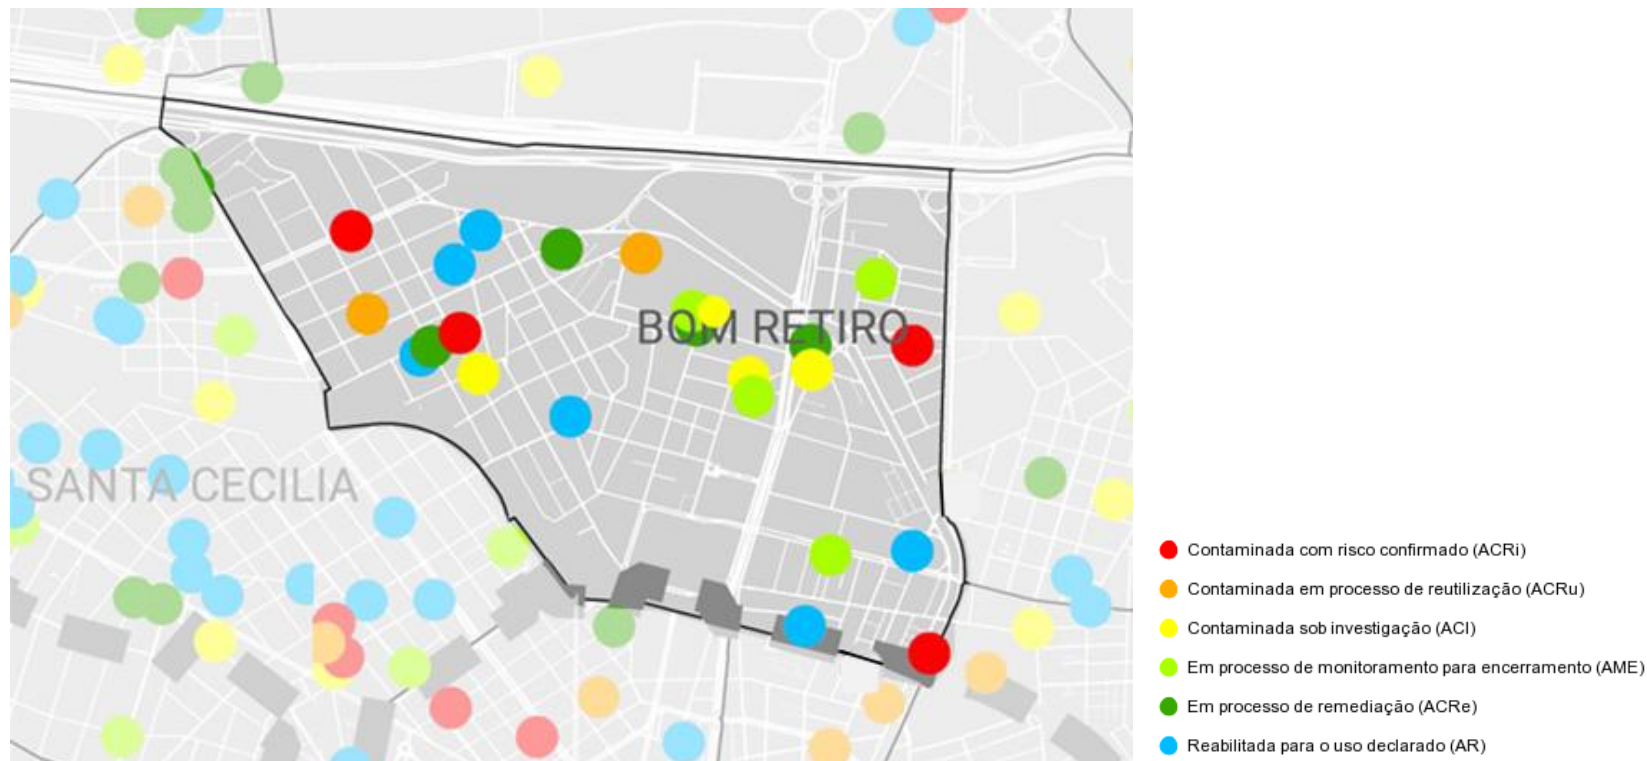 BOM RETIRO
SANTA CECILIA
Contaminada com risco confirmado (ACRi)
Contaminada em processo de reutilização (ACRu)
Contaminada sob investigação (ACI)
Em processo de monitoramento para encerramento (AME)
Em processo de remediação (ACRe)
Reabilitada para o uso declarado (AR)